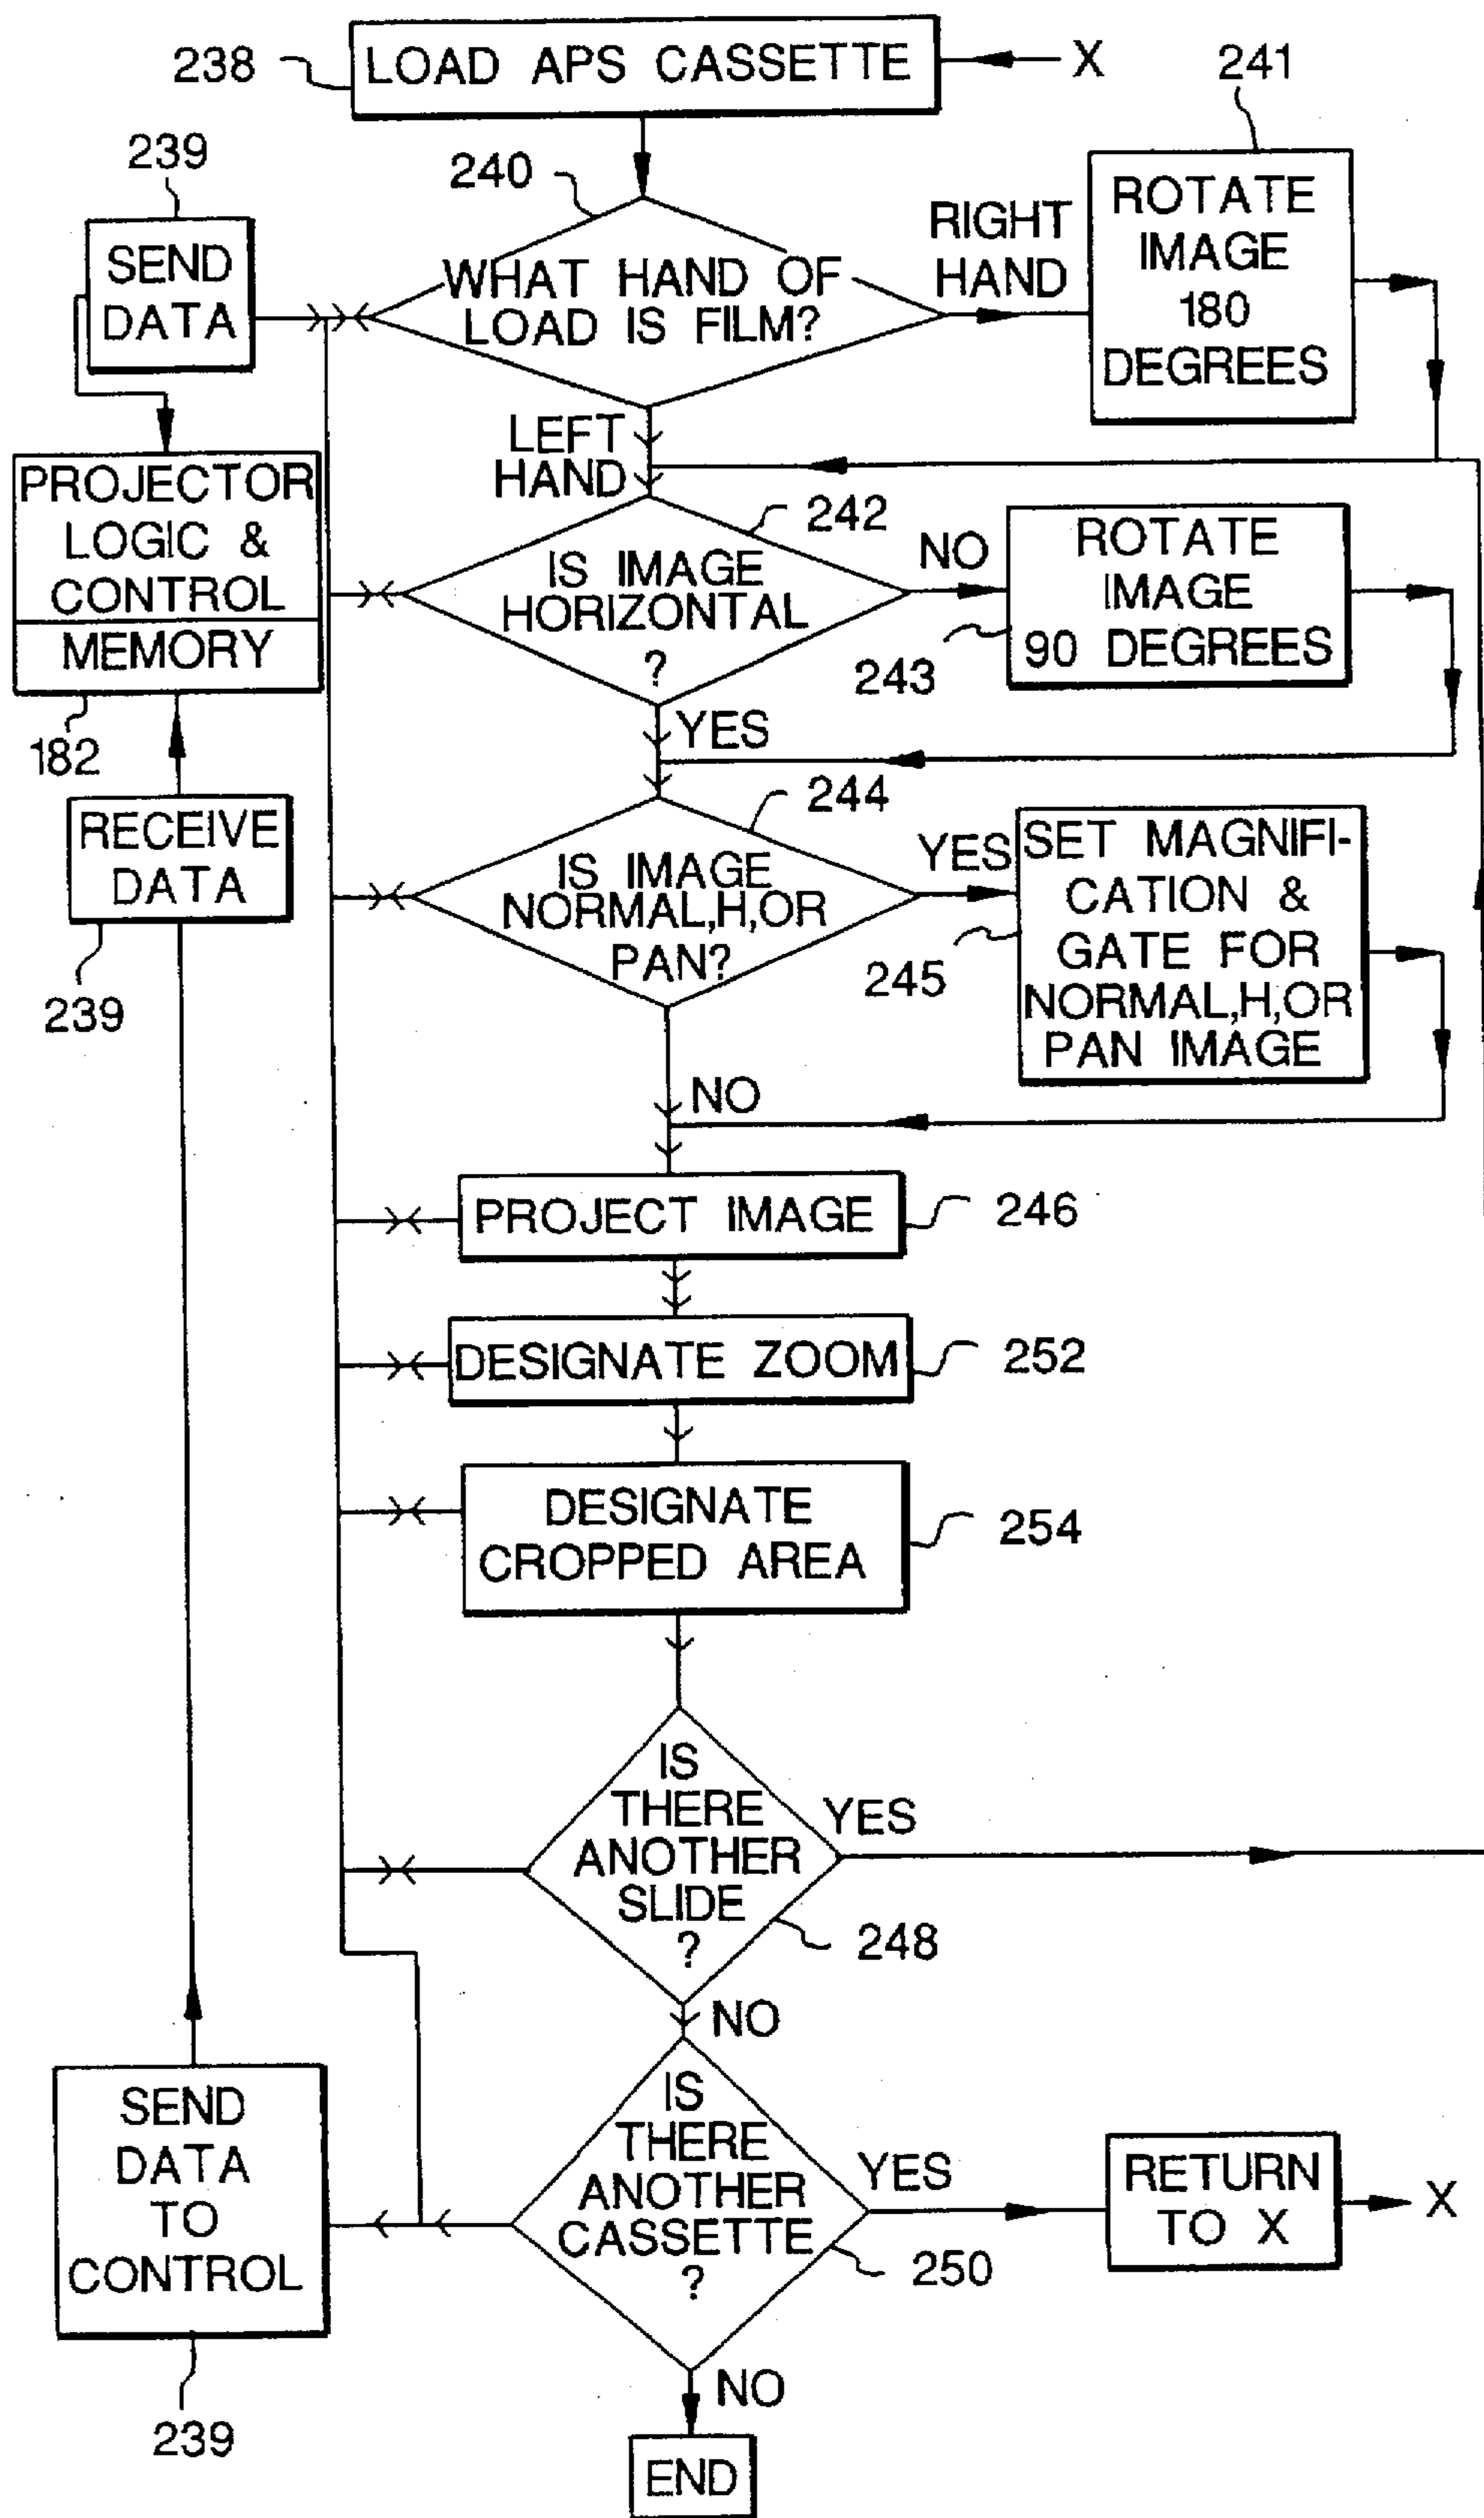 238
LOAD APS CASSETTE
X
241
239
240
SEND
DATA
WHAT HAND OF
LOAD IS FILM?
RIGHT
HAND
ROTATE
IMAGE
180
DEGREES
LEFT
HAND
PROJECTOR
LOGIC &
CONTROL
MEMORY
182
242
IS IMAGE
HORIZONTAL
?
NO
ROTATE
IMAGE
90 DEGREES
243
YES
RECEIVE
DATA
239
244
IS IMAGE
NORMAL,H,OR
PAN?
YES
SET MAGNIFI-
CATION &
GATE FOR
NORMAL,H,OR
PAN IMAGE
245
NO
PROJECT IMAGE
246
DESIGNATE ZOOM
252
DESIGNATE
CROPPED AREA
254
IS
THERE
ANOTHER
SLIDE
?
YES
248
NO
SEND
DATA
TO
CONTROL
239
IS
THERE
ANOTHER
CASSETTE
?
YES
250
RETURN
TO X
X
NO
END